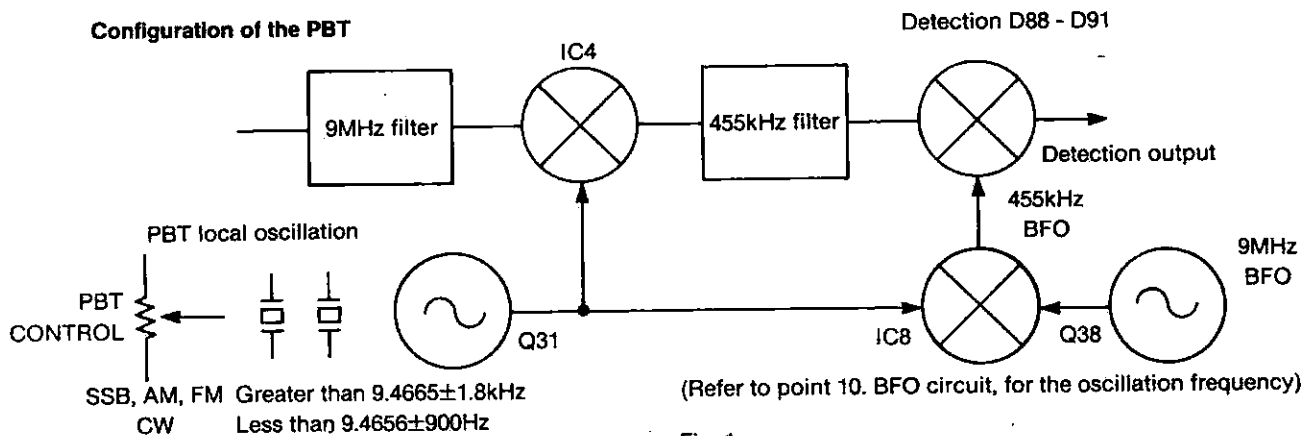 Configuration of the PBT
Detection D88 - D91
IC4
9MHz filter
455kHz filter
Detection output
455kHz
BFO
9MHz
BFO
PBT local oscillation
PBT
CONTROL
Q31
IC8
Q38
SSB, AM, FM Greater than 9.4665±1.8kHz
CW Less than 9.4656±900Hz
(Refer to point 10. BFO circuit, for the oscillation frequency)